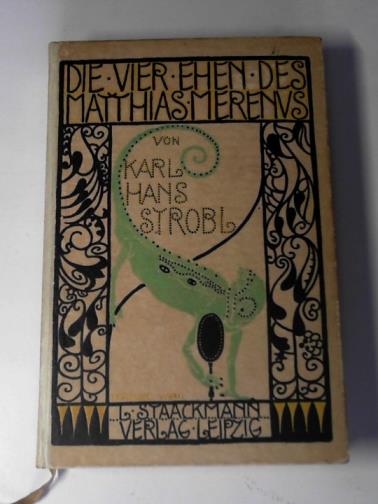 DIE·VIER·EHEN·DES
MATTHIAS·MERENVS
VON
KARL
HANS
STROBL
L·STAACKMANN
VERLAG·LEIPZIG